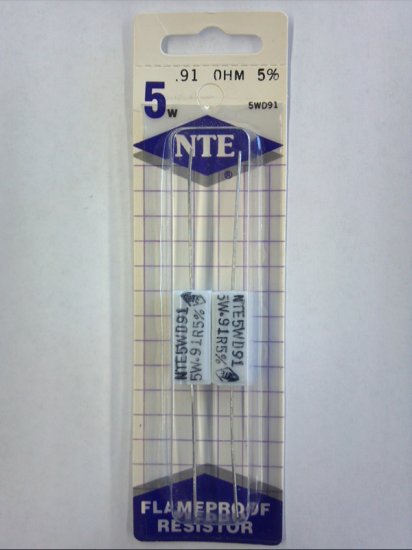 .91 OHM 5%
5W
5WD91
NTE®
NTE5WD91
5W.91R5%
NTE5WD91
5W.91R5%
FLAMEPROOF
RESISTOR